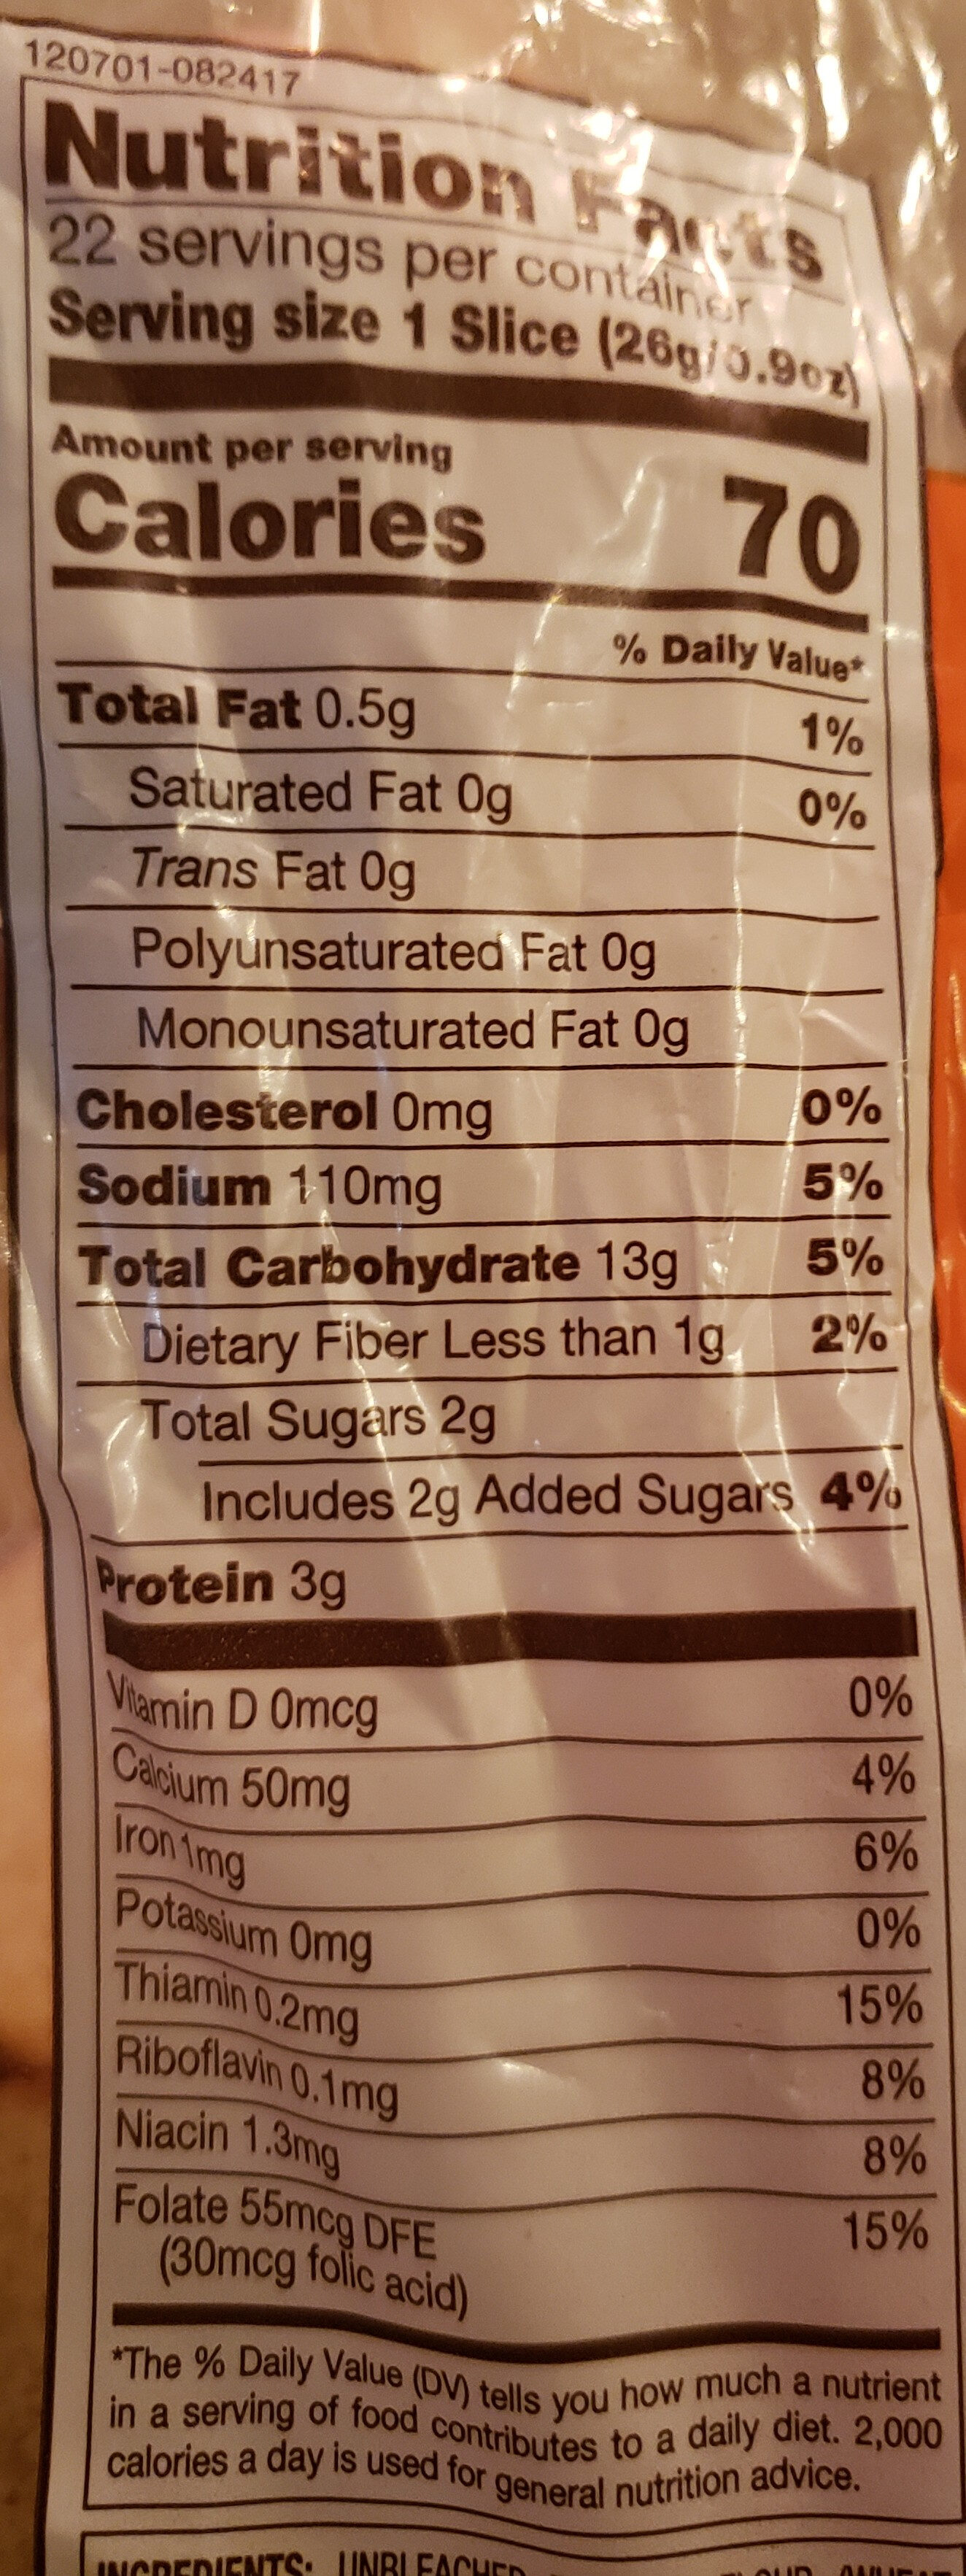 120701-082417
Nutrition Facts
22 servings per container
Serving size 1 Slice (26g/0.9oz)
Amount per serving
Calories 70
% Daily Value*
Total Fat 0.5g 1%
Saturated Fat 0g 0%
Trans Fat 0g
Polyunsaturated Fat 0g
Monounsaturated Fat 0g
Cholesterol 0mg 0%
Sodium 110mg 5%
Total Carbohydrate 13g 5%
Dietary Fiber Less than 1g 2%
Total Sugars 2g
Includes 2g Added Sugars 4%
Protein 3g
Vitamin D 0mcg 0%
Calcium 50mg 4%
Iron 1mg 6%
Potassium 0mg 0%
Thiamin 0.2mg 15%
Riboflavin 0.1mg 8%
Niacin 1.3mg 8%
Folate 55mcg DFE 15%
(30mcg folic acid)
*The % Daily Value (DV) tells you how much a nutrient
in a serving of food contributes to a daily diet. 2,000
calories a day is used for general nutrition advice.
INGREDIENTS: UNBLEACHED